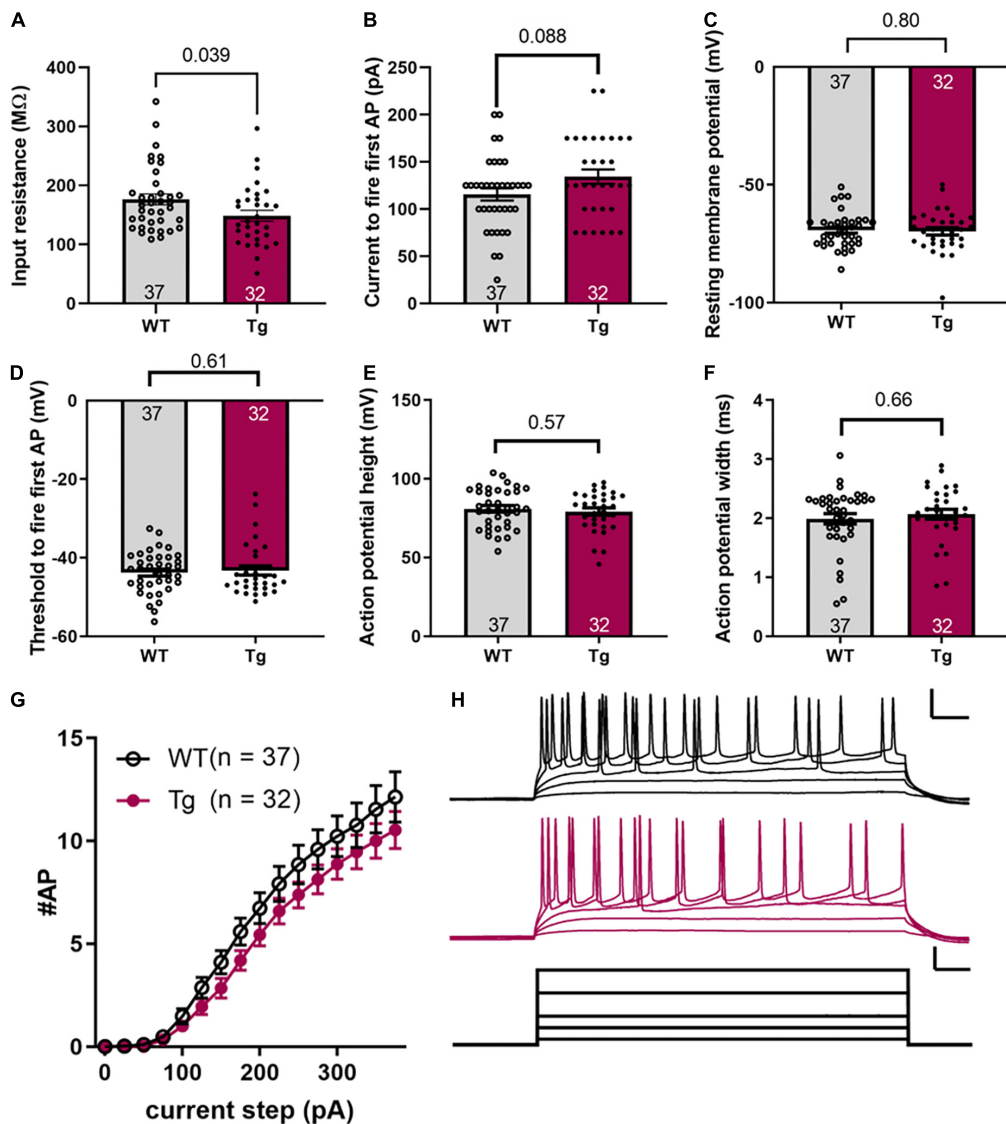 A
0.039
Input resistance (MΩ)
400
300
200
100
0
37
32
WT
Tg
B
0.088
Current to fire first AP (pA)
250
200
150
100
50
0
37
32
WT
Tg
C
0.80
Resting membrane potential (mV)
0
-50
-100
37
32
WT
Tg
D
0.61
Threshold to fire first AP (mV)
0
-20
-40
-60
37
32
WT
Tg
E
0.57
Action potential height (mV)
150
100
50
0
37
32
WT
Tg
F
0.66
Action potential width (ms)
4
3
2
1
0
37
32
WT
Tg
G
WT(n = 37)
Tg (n = 32)
#AP
15
10
5
0
0
100
200
300
current step (pA)
H